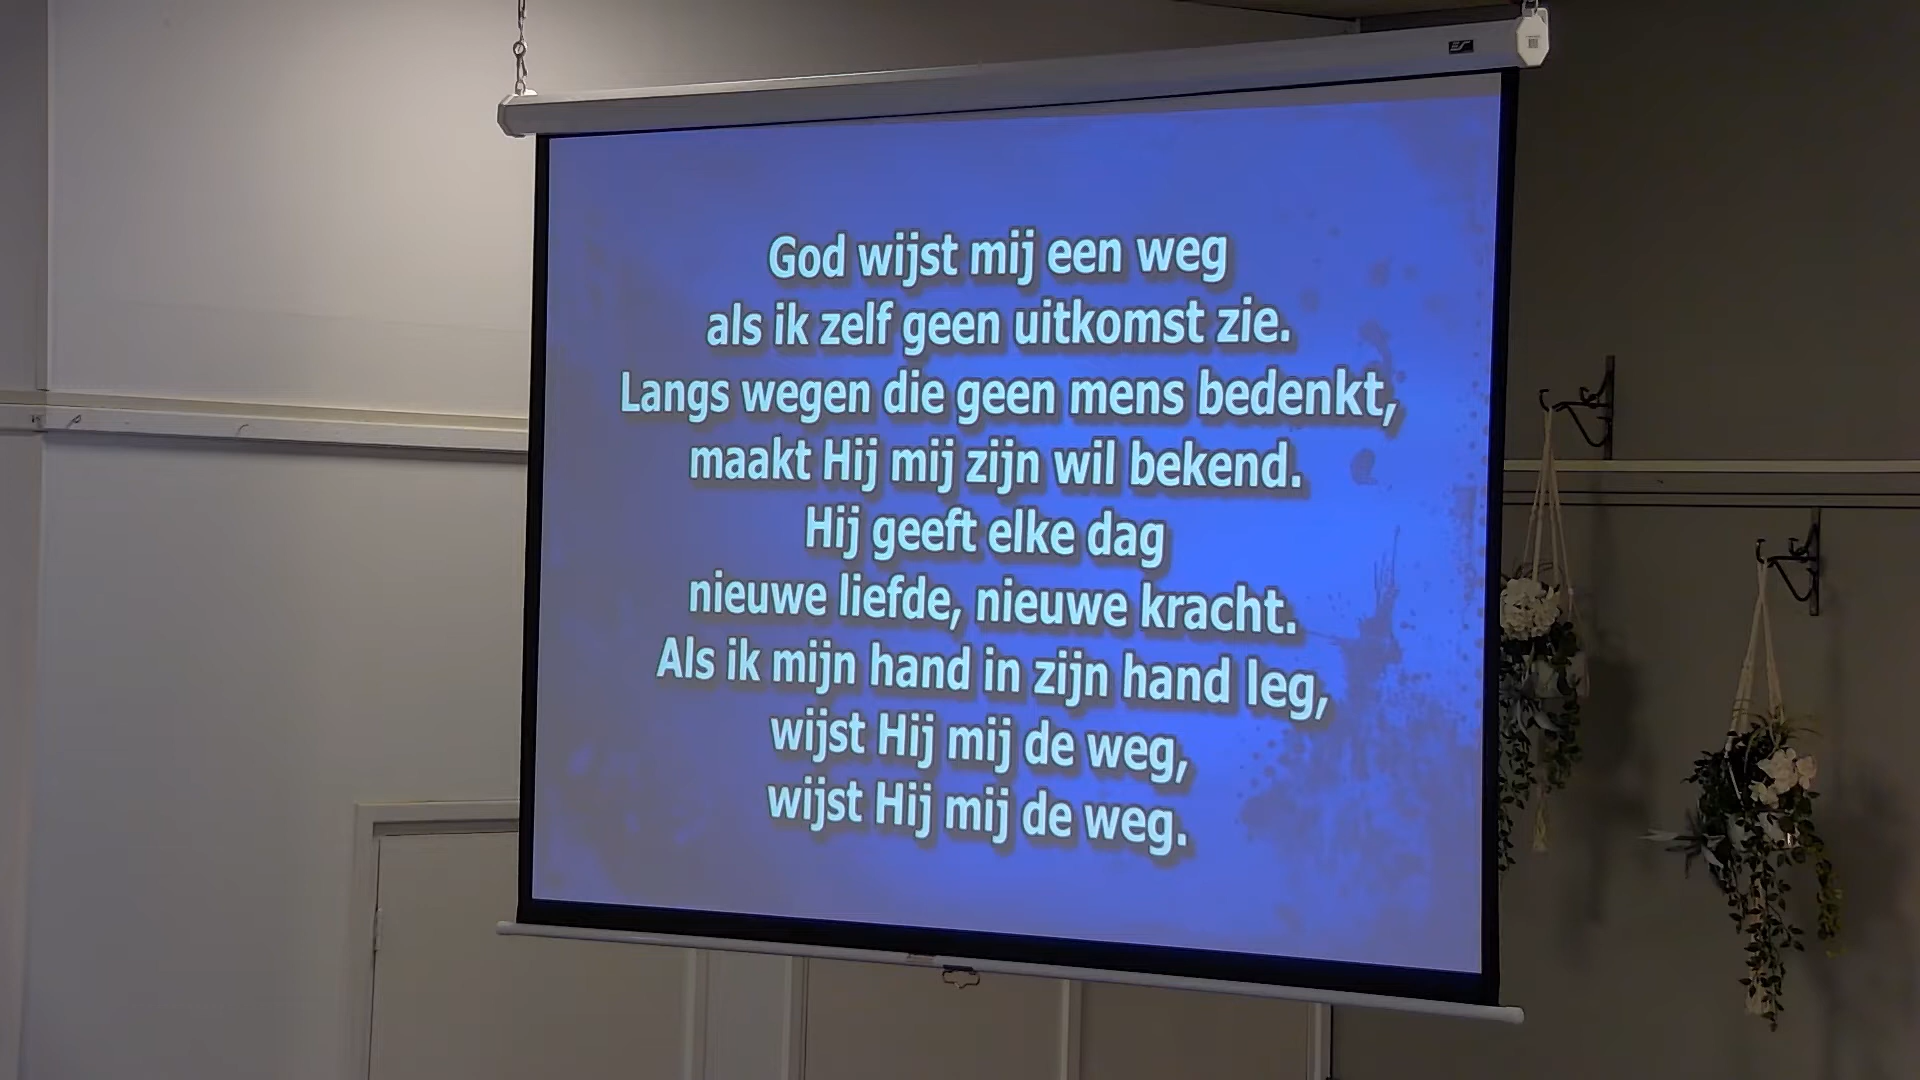 God wijst mij een weg
als ik zelf geen uitkomst zie.
Langs wegen die geen mens bedenkt,
maakt Hij mij zijn wil bekend.
Hij geeft elke dag
nieuwe liefde, nieuwe kracht.
Als ik mijn hand in zijn hand leg,
wijst Hij mij de weg,
wijst Hij mij de weg.